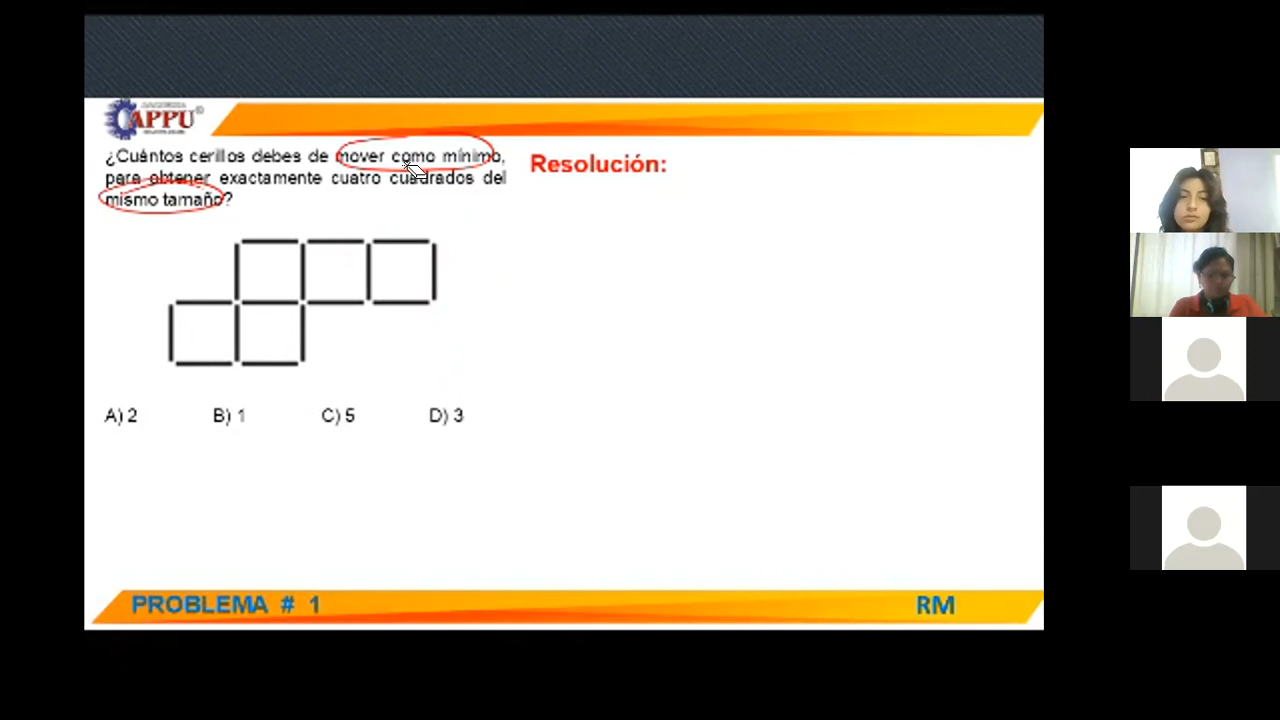 APPU
¿Cuántos cerillos debes de mover como mínimo,
para obtener exactamente cuatro cuadrados del
mismo tamaño?
Resolución:
A) 2 B) 1 C) 5 D) 3
PROBLEMA # 1
RM